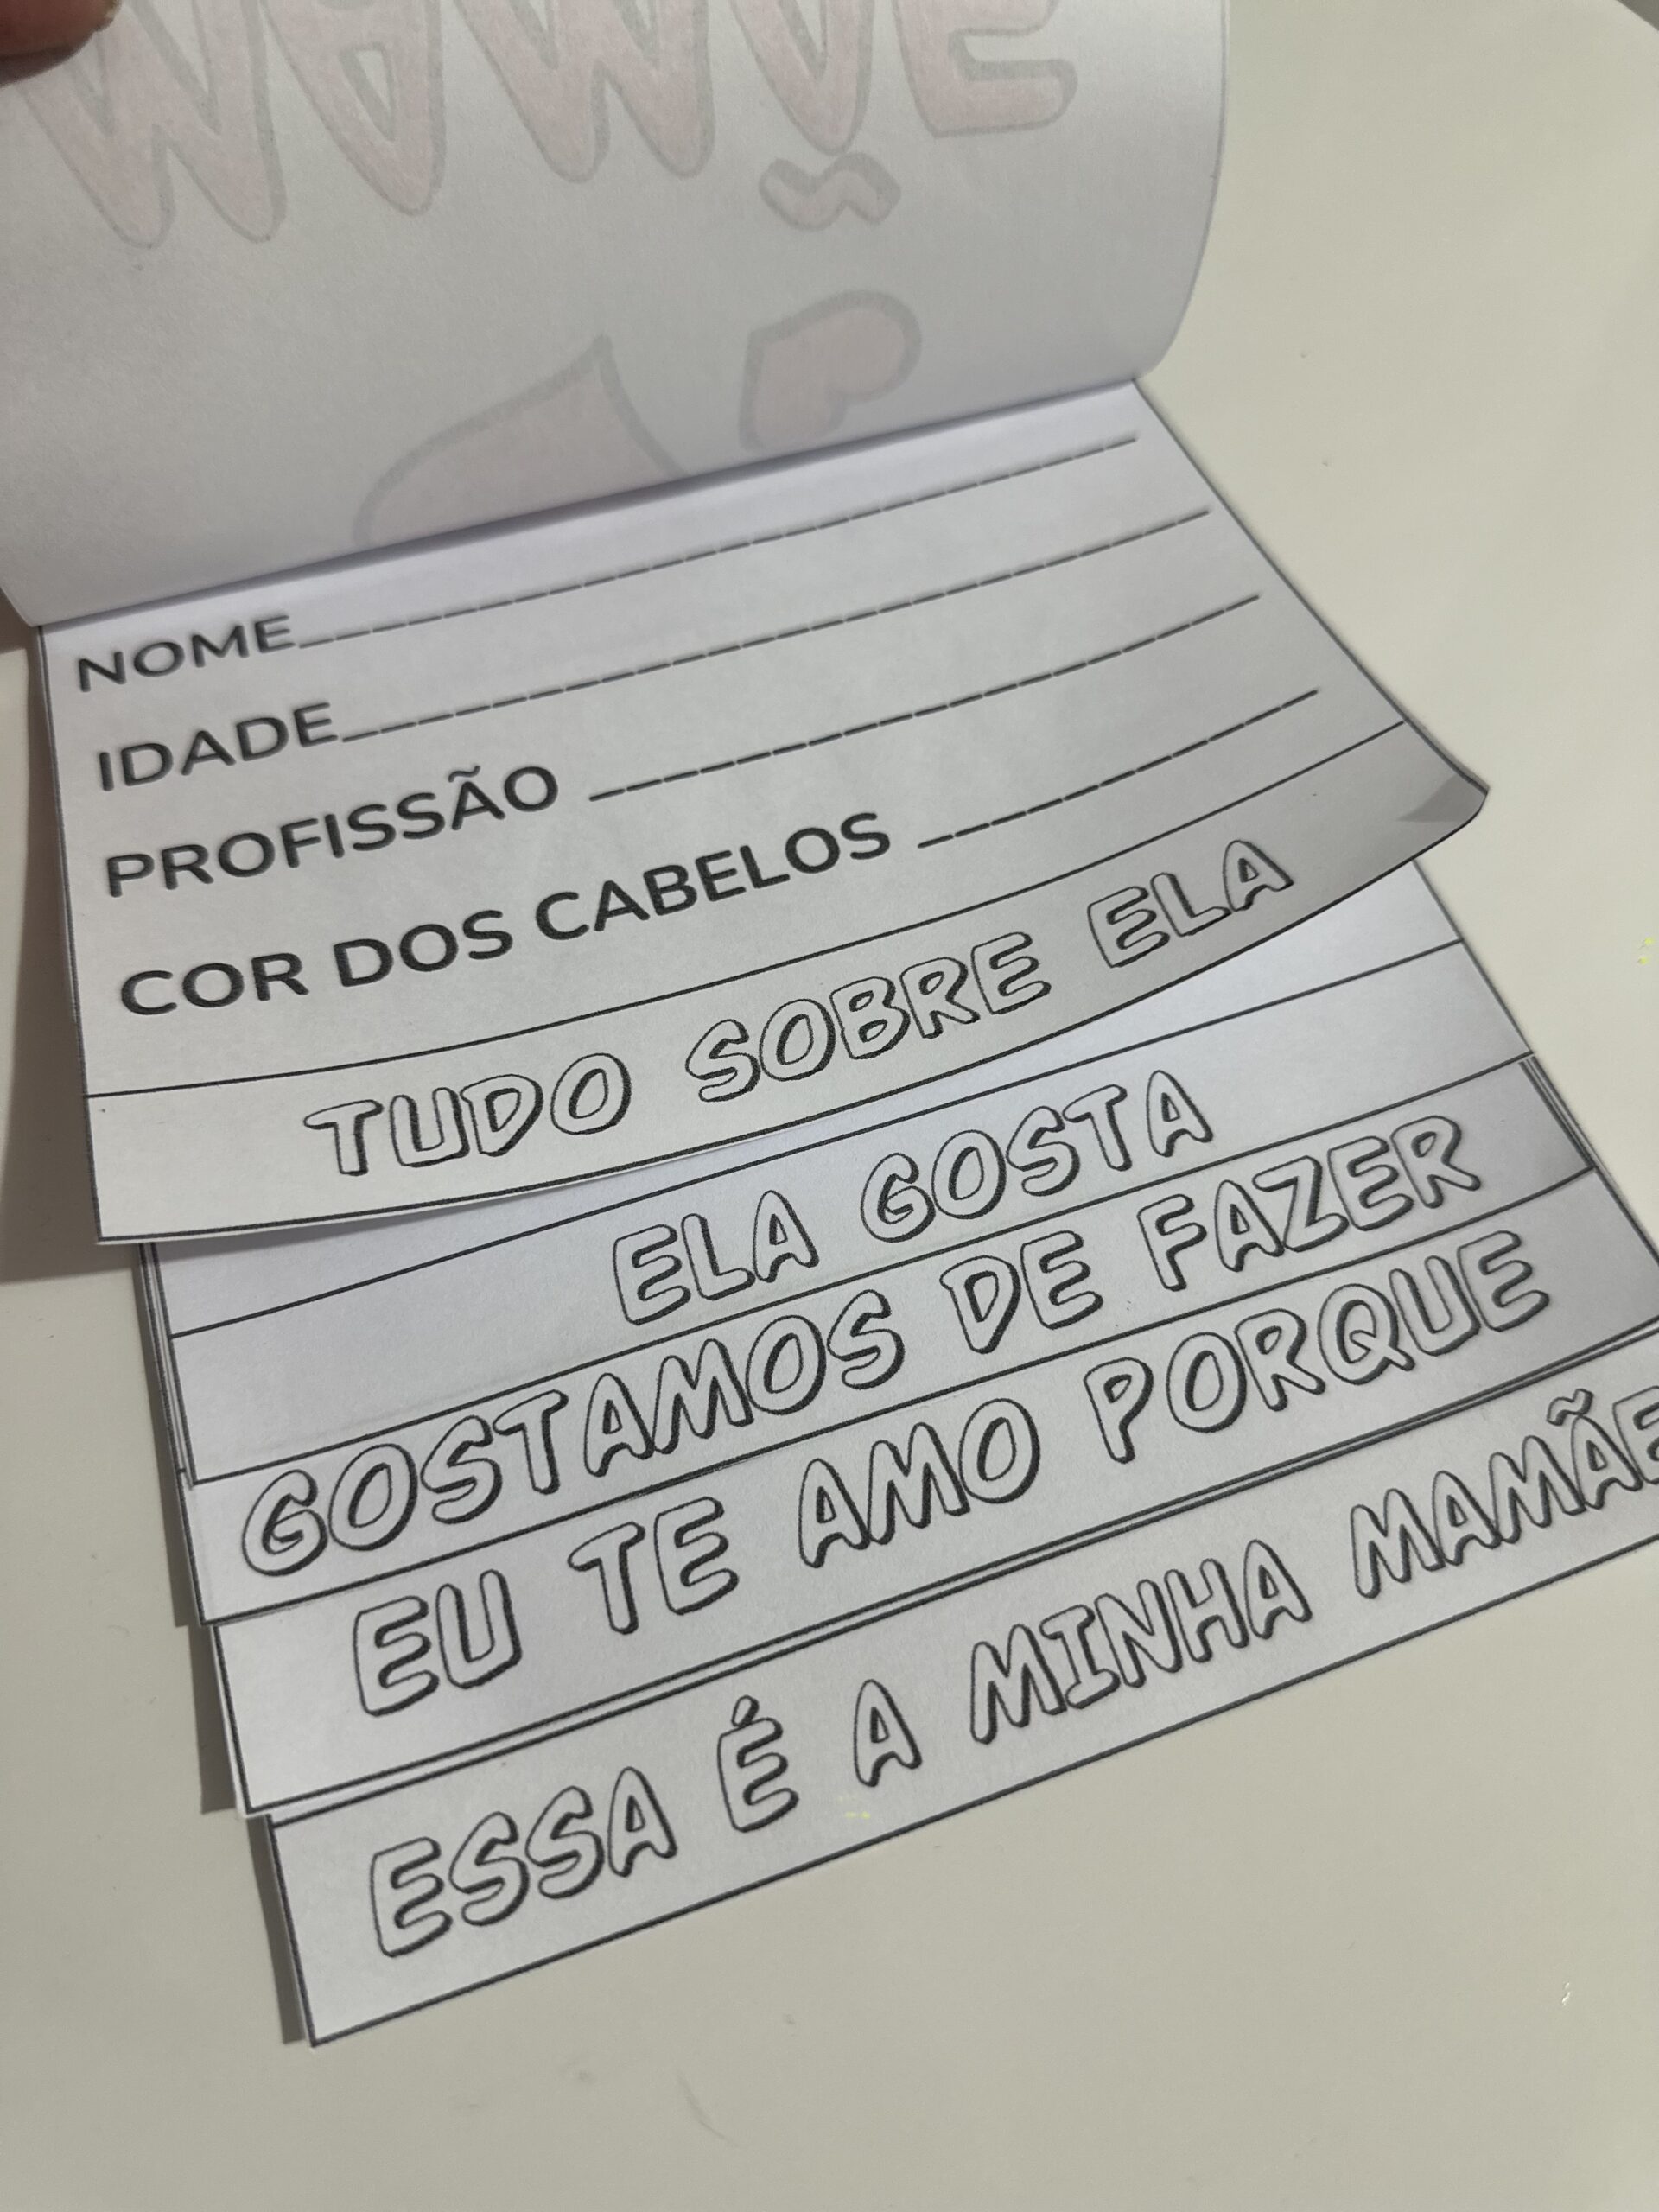 MAMÃE
NOME
IDADE
PROFISSÃO
COR DOS CABELOS
TUDO SOBRE ELA
ELA GOSTA
GOSTAMOS DE FAZER
EU TE AMO PORQUE
ESSA É A MINHA MAMÃE